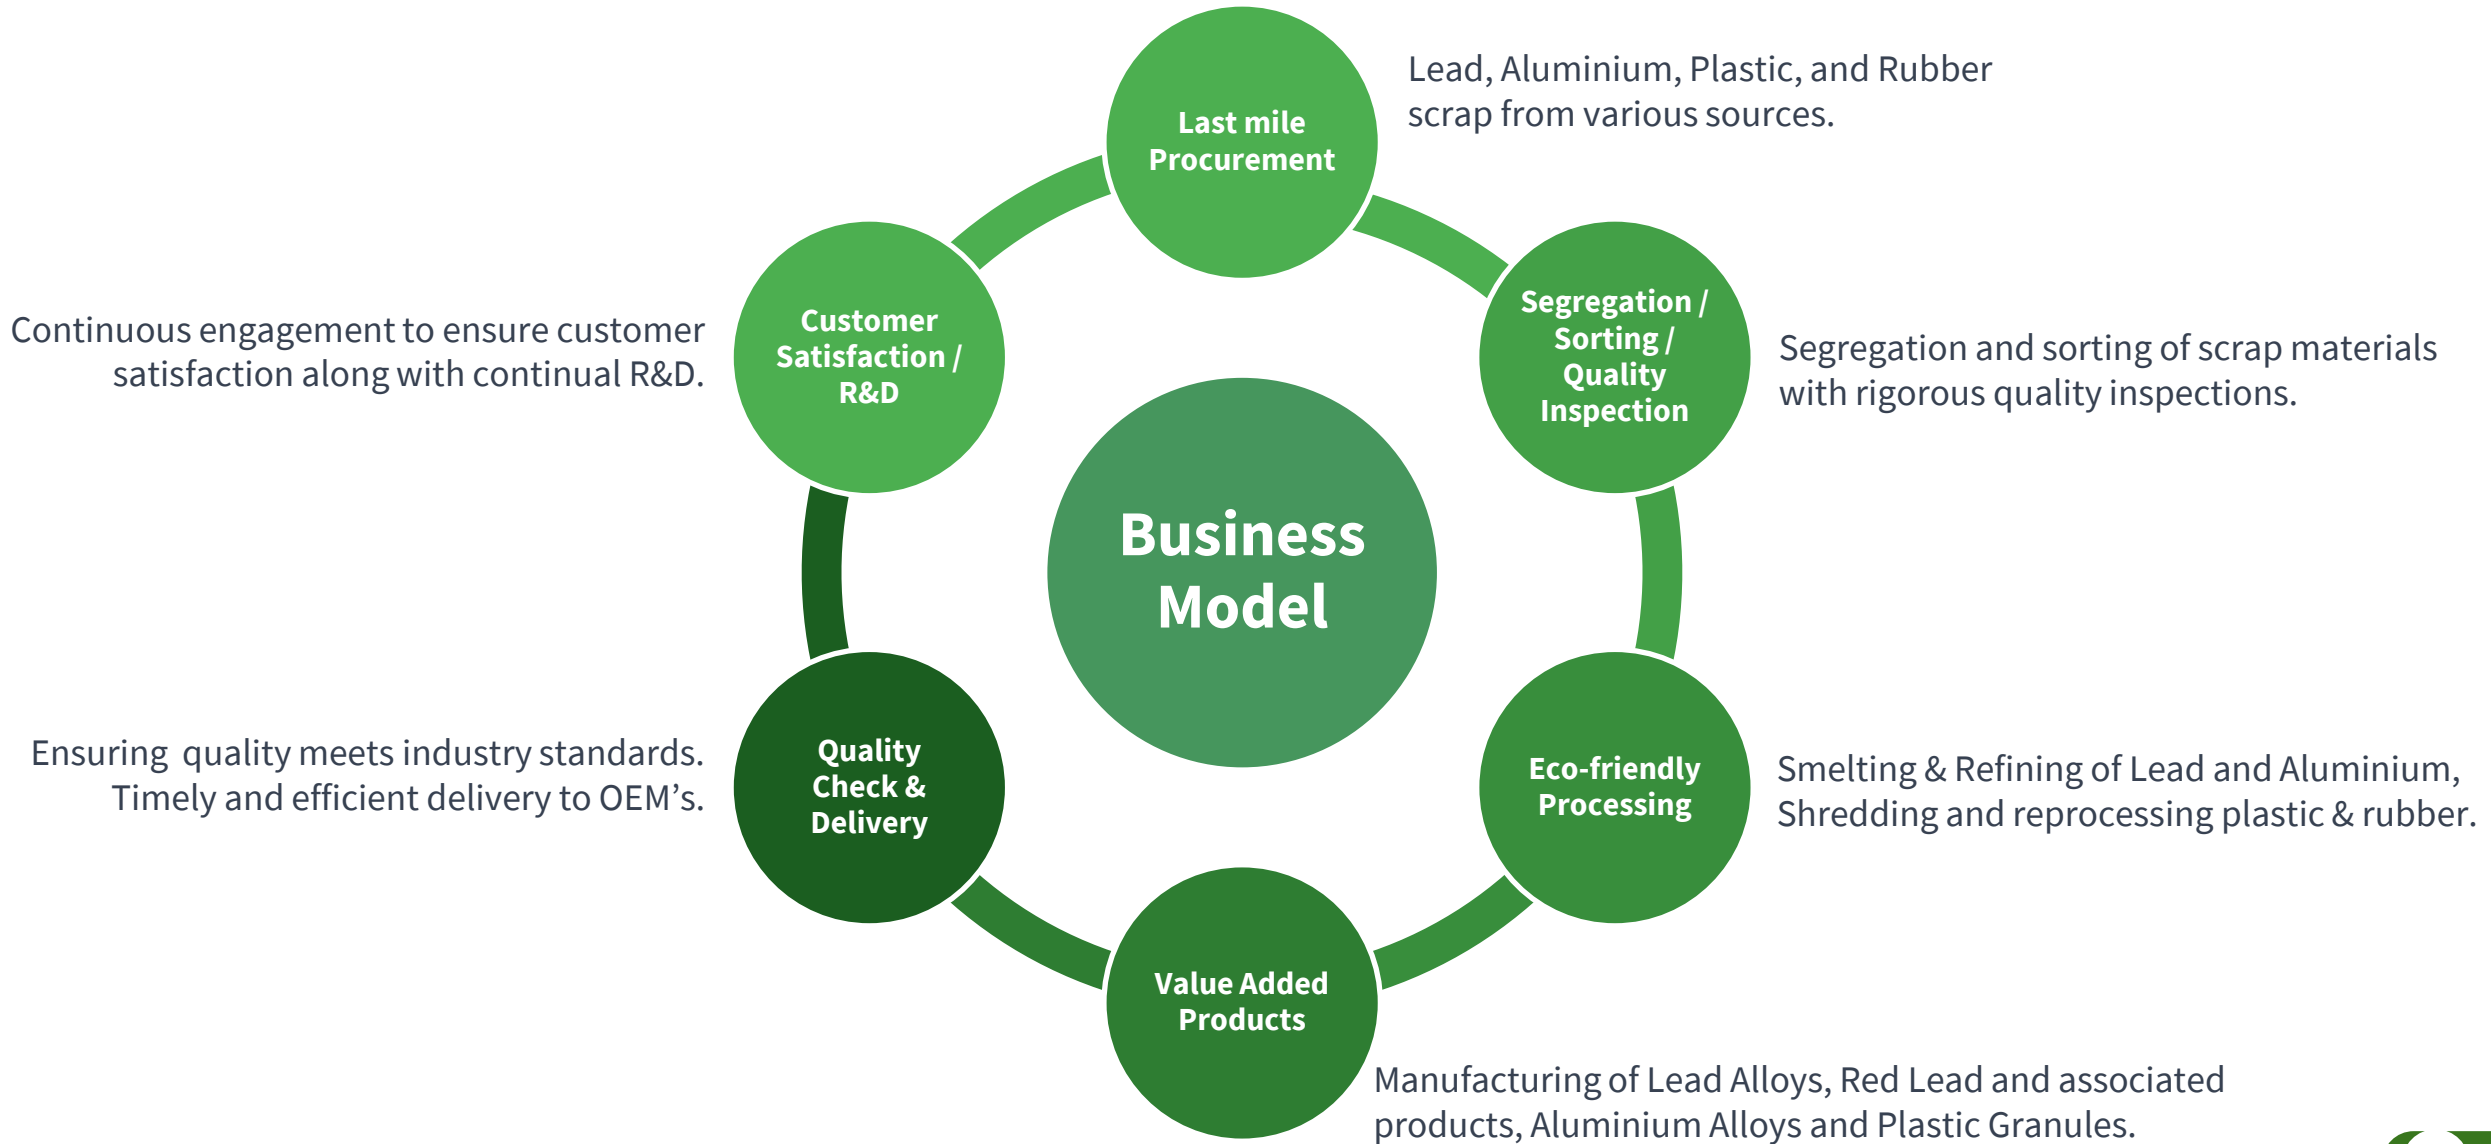 Last mile
Procurement
Lead, Aluminium, Plastic, and Rubber
scrap from various sources.
Segregation /
Sorting /
Quality
Inspection
Segregation and sorting of scrap materials
with rigorous quality inspections.
Eco-friendly
Processing
Smelting & Refining of Lead and Aluminium,
Shredding and reprocessing plastic & rubber.
Value Added
Products
Manufacturing of Lead Alloys, Red Lead and associated
products, Aluminium Alloys and Plastic Granules.
Quality
Check &
Delivery
Ensuring  quality meets industry standards.
Timely and efficient delivery to OEM’s.
Customer
Satisfaction /
R&D
Continuous engagement to ensure customer
satisfaction along with continual R&D.
Business
Model